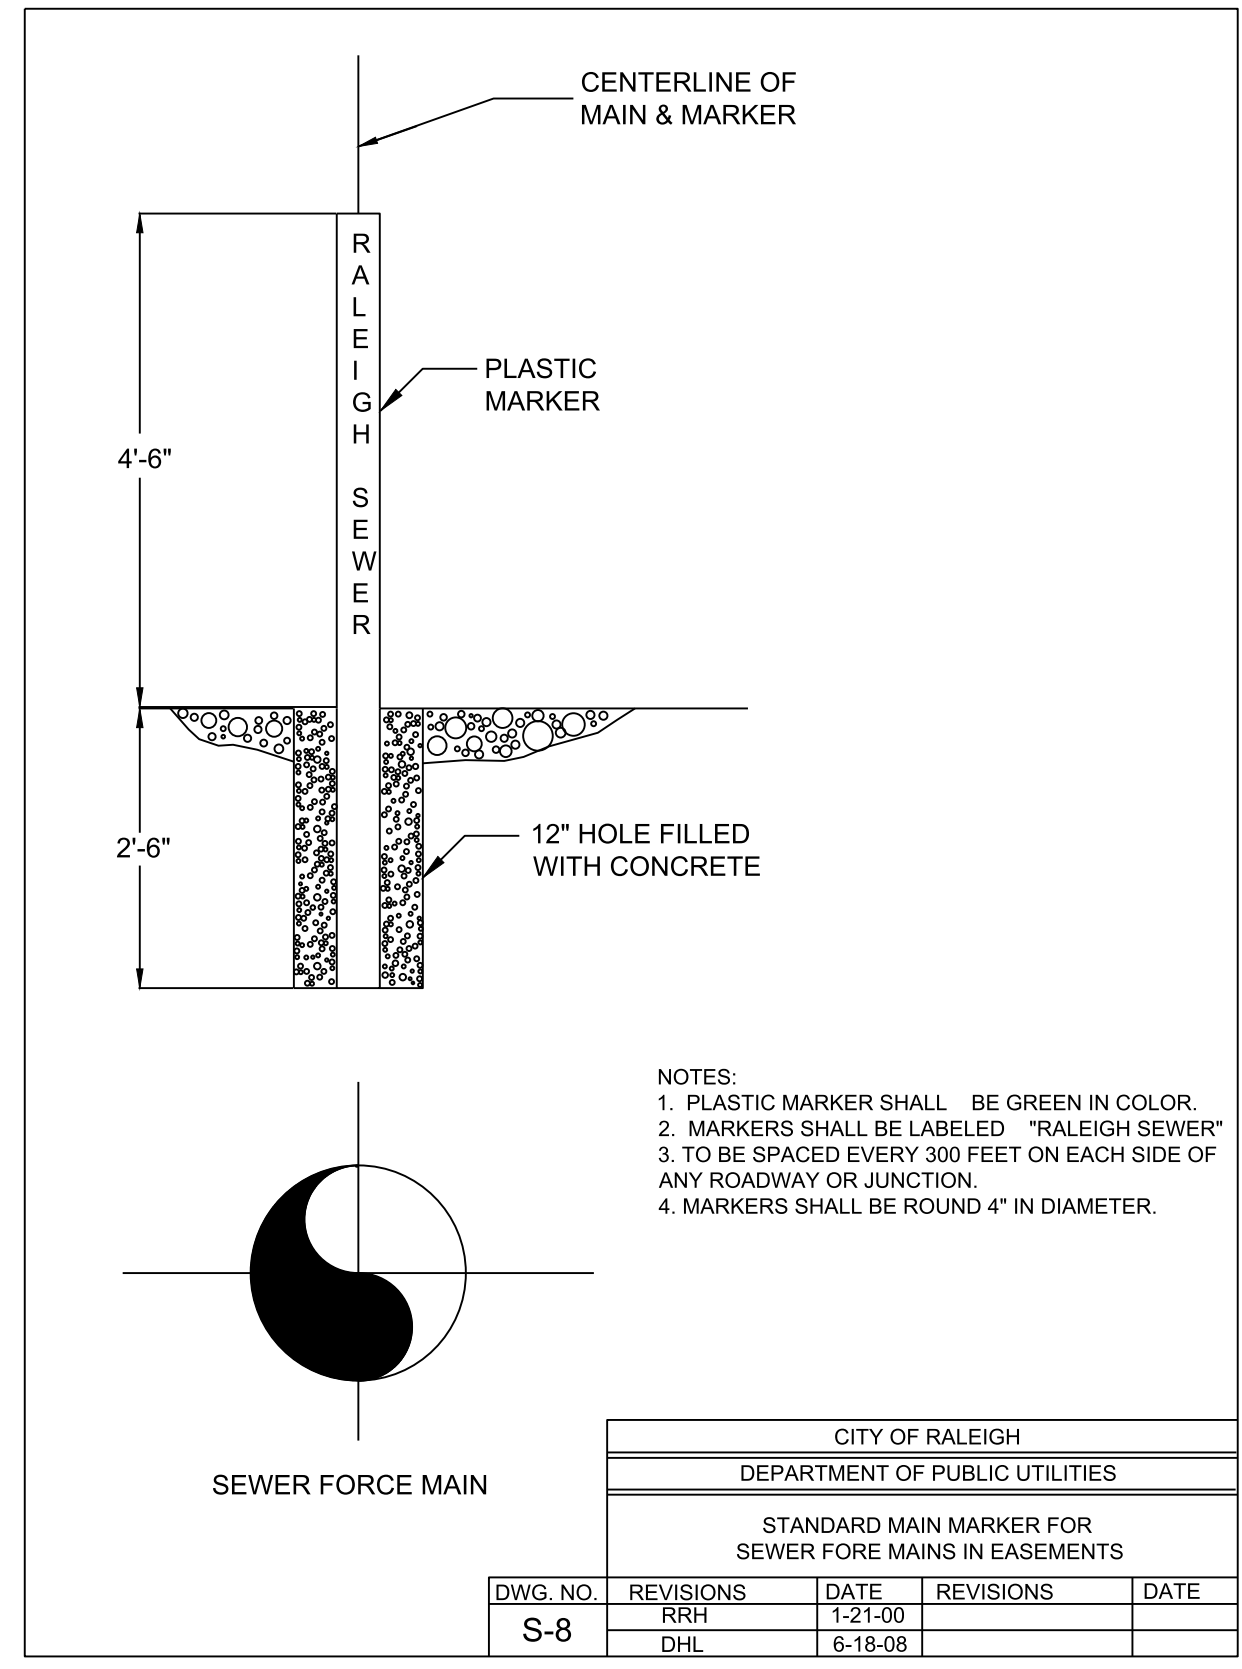 CENTERLINE OF
MAIN & MARKER
RALEIGH SEWER
PLASTIC
MARKER
4'-6"
2'-6"
12" HOLE FILLED
WITH CONCRETE
NOTES:
1. PLASTIC MARKER SHALL BE GREEN IN COLOR.
2. MARKERS SHALL BE LABELED "RALEIGH SEWER"
3. TO BE SPACED EVERY 300 FEET ON EACH SIDE OF
ANY ROADWAY OR JUNCTION.
4. MARKERS SHALL BE ROUND 4" IN DIAMETER.
SEWER FORCE MAIN
CITY OF RALEIGH
DEPARTMENT OF PUBLIC UTILITIES
STANDARD MAIN MARKER FOR
SEWER FORE MAINS IN EASEMENTS
DWG. NO. REVISIONS DATE REVISIONS DATE
S-8
RRH 1-21-00
DHL 6-18-08